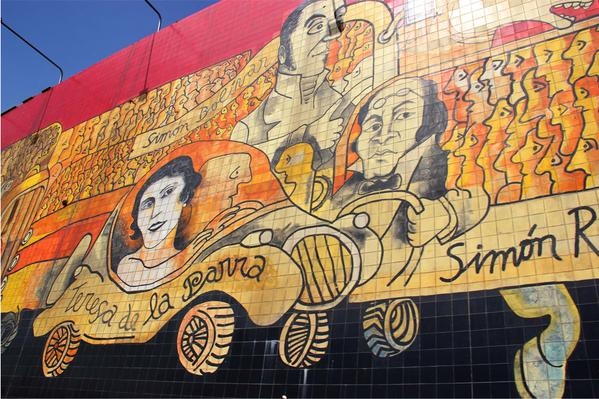 Simón Bolívar
Teresa de la Parra
Simón R